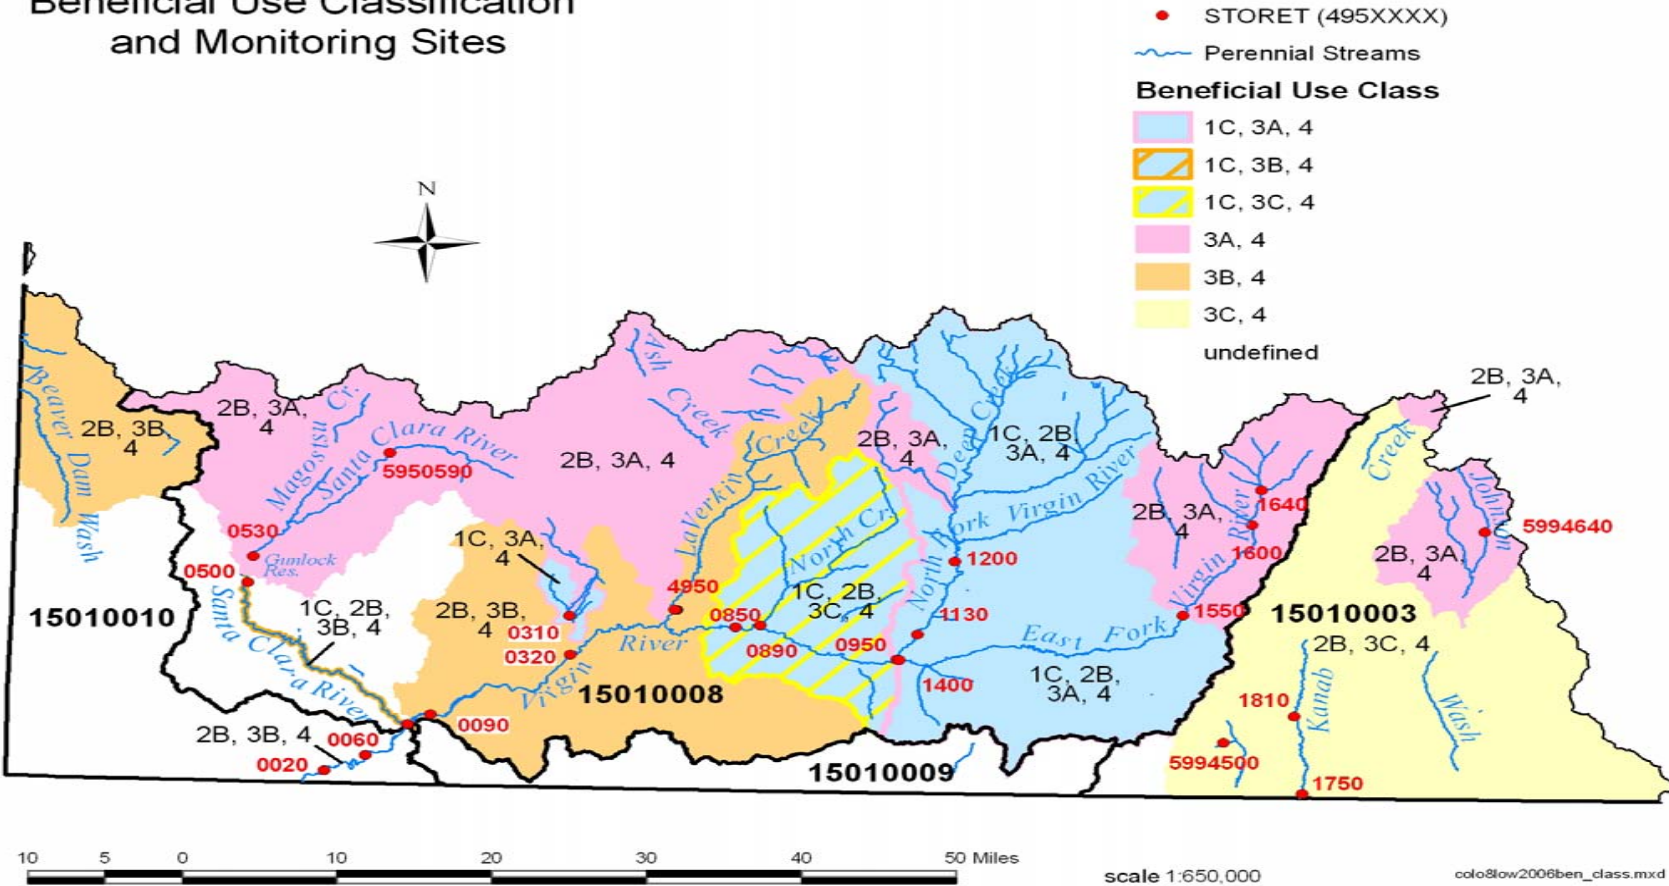 Beneficial Use Classification
and Monitoring Sites
STORET (495XXXX)
Perennial Streams
Beneficial Use Class
1C, 3A, 4
1C, 3B, 4
1C, 3C, 4
3A, 4
3B, 4
3C, 4
undefined
N
2B, 3A,
4
Beaver Dam Wash
2B, 3B,
4
2B, 3A,
4
Magostsu Cr.
Santa Clara River
5950590
0530
Gunlock
Res.
0500
Santa Clara River
15010010
1C, 2B,
3B, 4
2B, 3B, 4
0060
0020
0090
Ash Creek
2B, 3A, 4
1C, 3A,
4
2B, 3B,
4
0310
0320
Virgin River
15010008
LaVerkin Creek
4950
0850
0890
North Cr.
1C, 2B,
3C, 4
0950
2B, 3A,
4
Deep Creek
1C, 2B,
3A, 4
North Fork Virgin River
1200
1130
1400
East Fork Virgin River
1C, 2B,
3A, 4
15010009
2B, 3A,
4
1640
1600
1550
15010003
2B, 3C, 4
Johnson Wash
Creek
2B, 3A,
4
5994640
1810
Kanab
5994500
1750
10 5 0 10 20 30 40 50 Miles
scale 1:650,000
colo8low2006ben_class.mxd